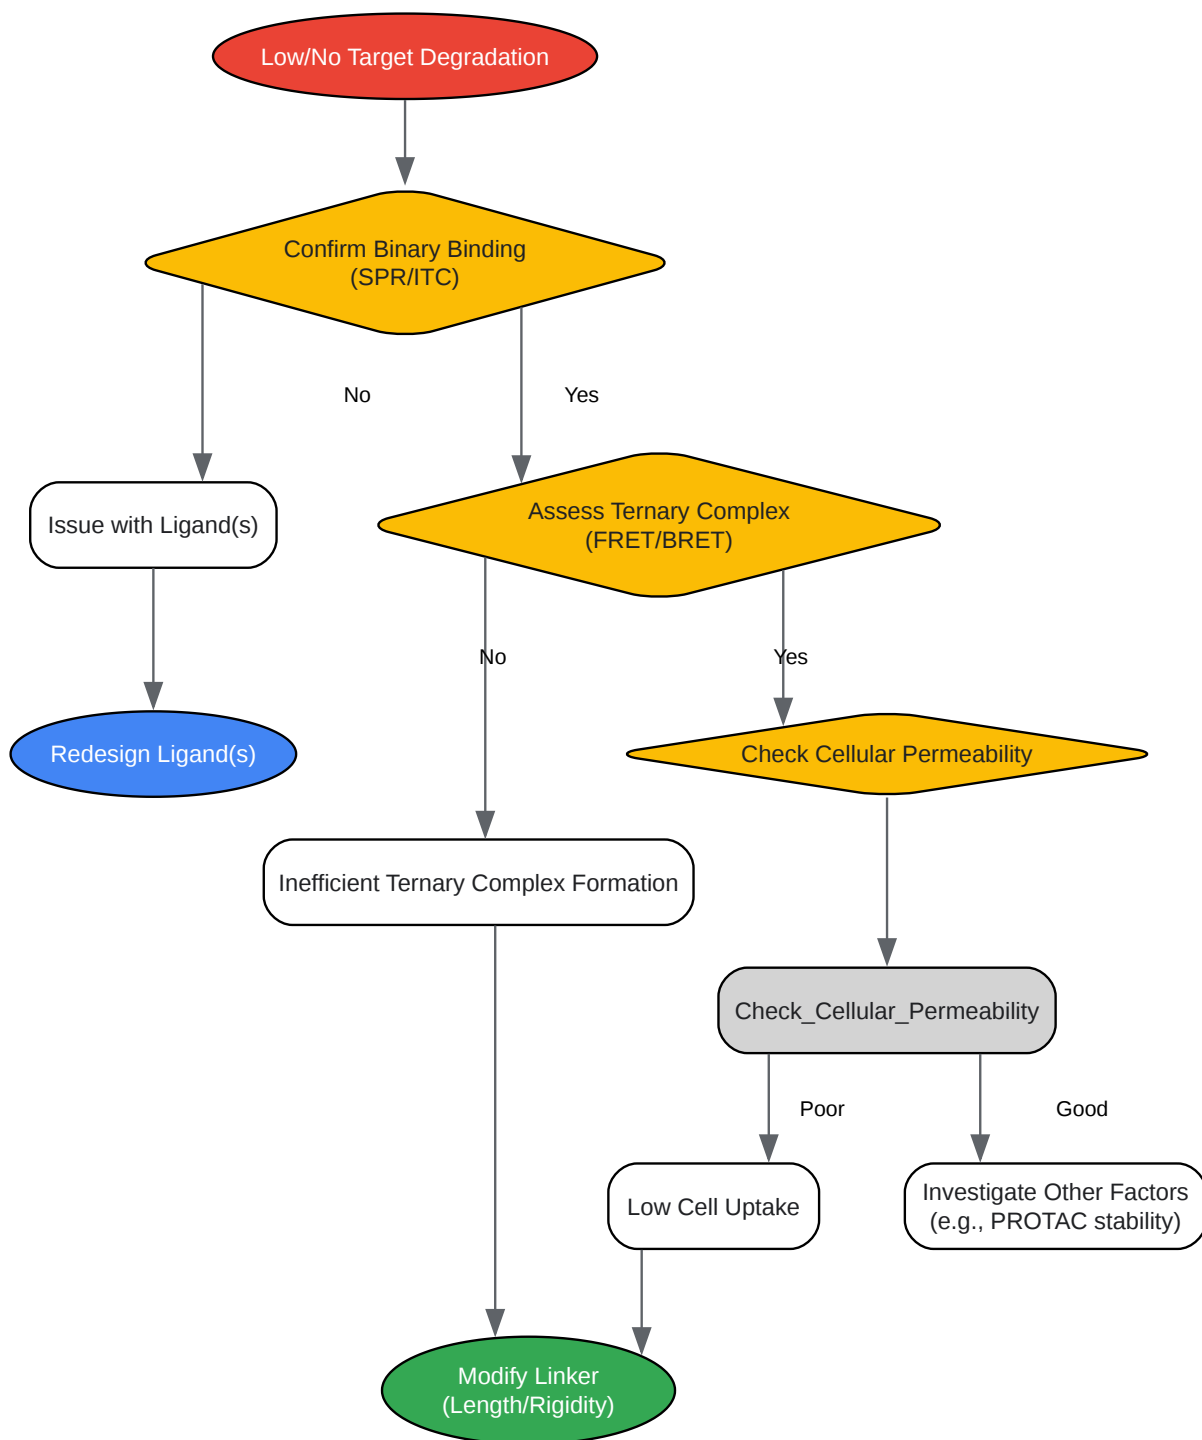 Low/No Target Degradation
Confirm Binary Binding
(SPR/ITC)
No
Yes
Issue with Ligand(s)
Assess Ternary Complex
(FRET/BRET)
No
Yes
Redesign Ligand(s)
Check Cellular Permeability
Inefficient Ternary Complex Formation
Check_Cellular_Permeability
Poor
Good
Low Cell Uptake
Investigate Other Factors
(e.g., PROTAC stability)
Modify Linker
(Length/Rigidity)